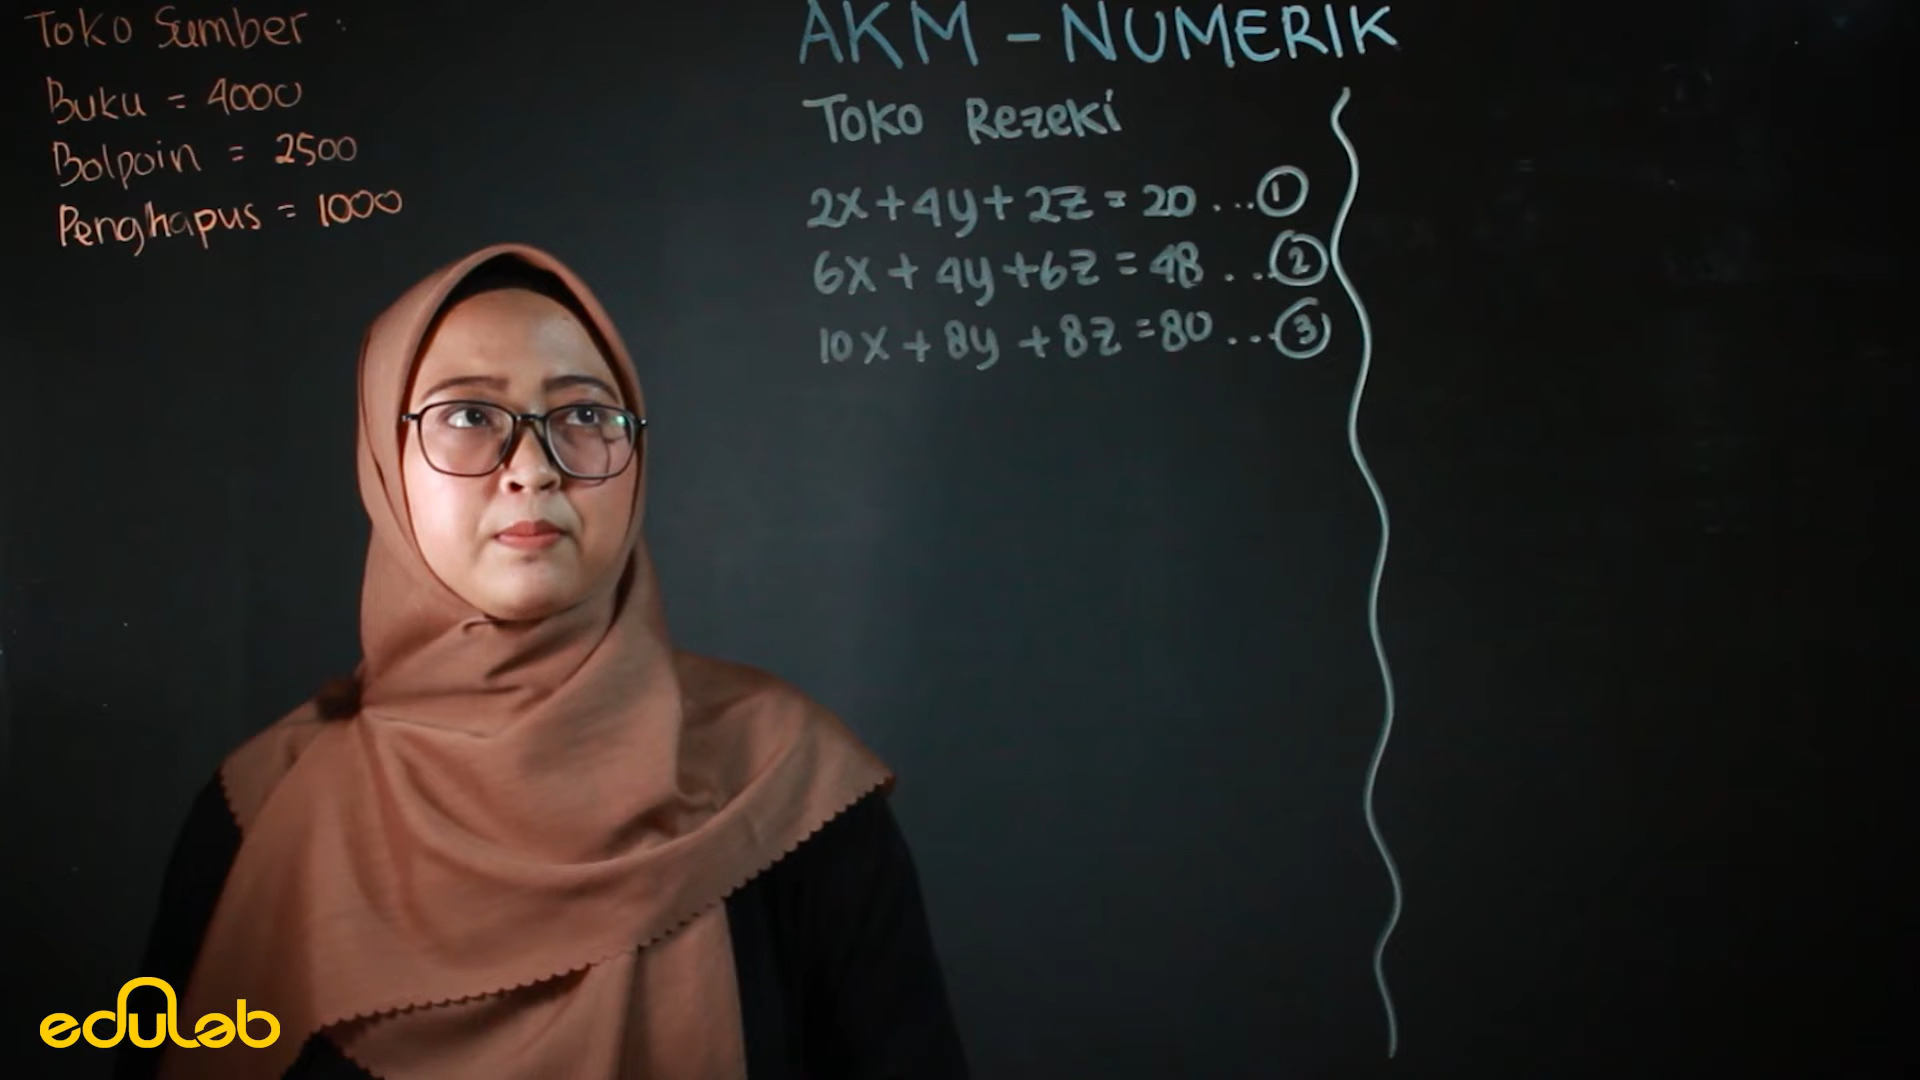 Toko Sumber :
Buku = 4000
Bolpoin = 2500
Penghapus = 1000
AKM - NUMERIK
Toko Rezeki
2x + 4y + 2z = 20 ... ①
6x + 4y + 6z = 48 ... ②
10x + 8y + 8z = 80 ... ③
edulab